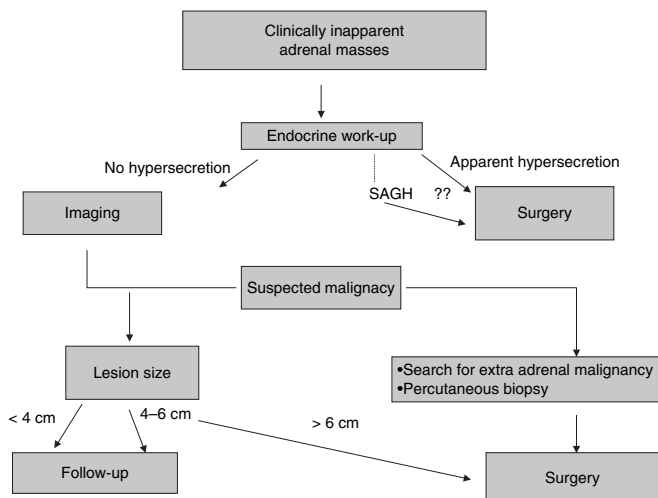 Clinically inapparent
adrenal masses
Endocrine work-up
No hypersecretion
Apparent hypersecretion
SAGH ??
Imaging
Surgery
Suspected malignacy
Lesion size
•Search for extra adrenal malignancy
•Percutaneous biopsy
< 4 cm
4–6 cm
> 6 cm
Follow-up
Surgery